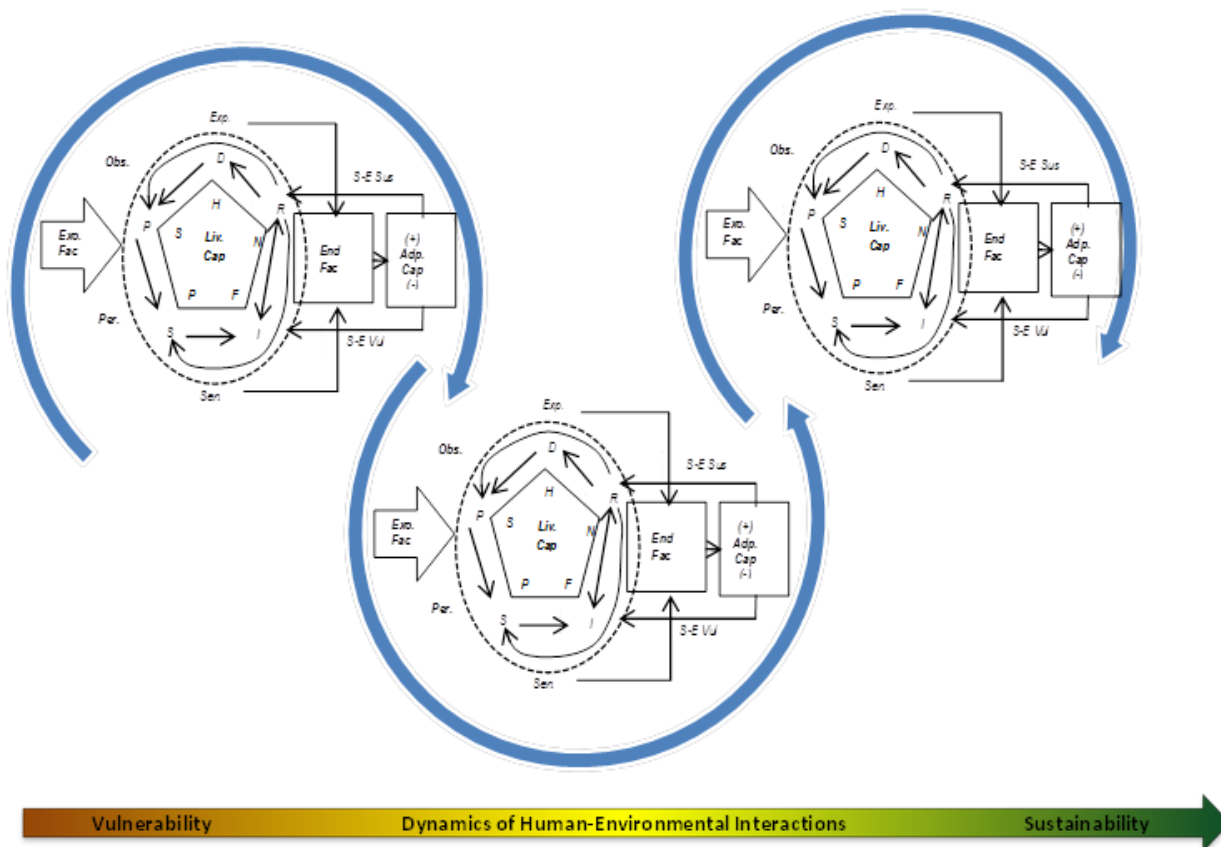 Exp.
Obs.
D
S-E Sus
H
R
P
S
Liv.
Cap
N
Exo.
Fac
End
Fac
(+)
Adp.
Cap
(-)
P
F
Per.
S
I
S-E Vul
Sen
Exp.
Obs.
D
S-E Sus
H
R
P
S
Liv.
Cap
N
Exo.
Fac
End
Fac
(+)
Adp.
Cap
(-)
P
F
Per.
S
I
S-E Vul
Sen
Exp.
Obs.
D
S-E Sus
H
R
P
S
Liv.
Cap
N
Exo.
Fac
End
Fac
(+)
Adp.
Cap
(-)
P
F
Per.
S
I
S-E Vul
Sen
Vulnerability
Dynamics of Human-Environmental Interactions
Sustainability